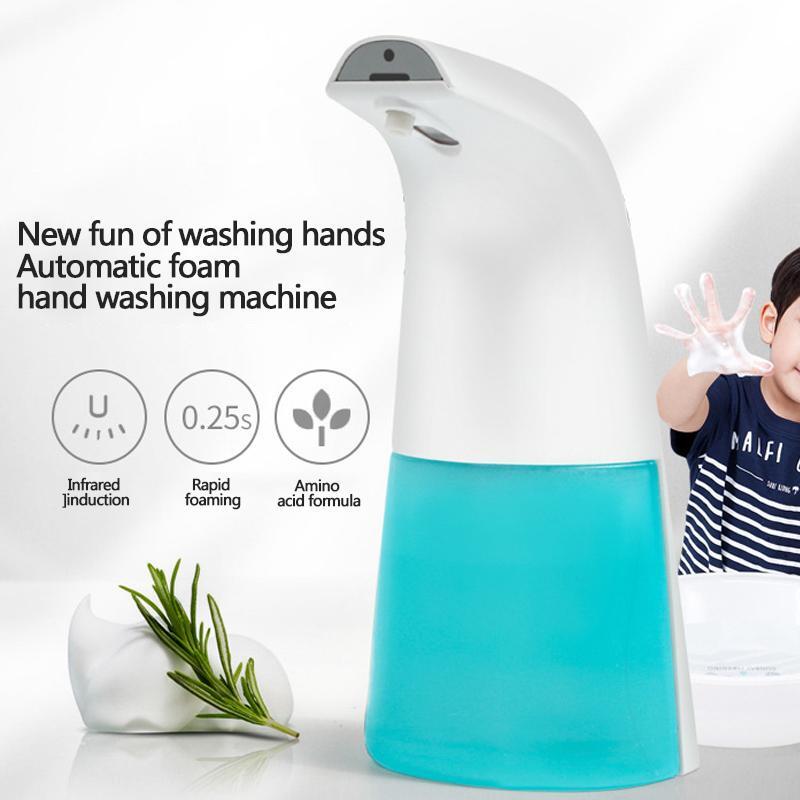 New fun of washing hands
Automatic foam
hand washing machine
0.25s
Infrared
]induction
Rapid
foaming
Amino
acid formula